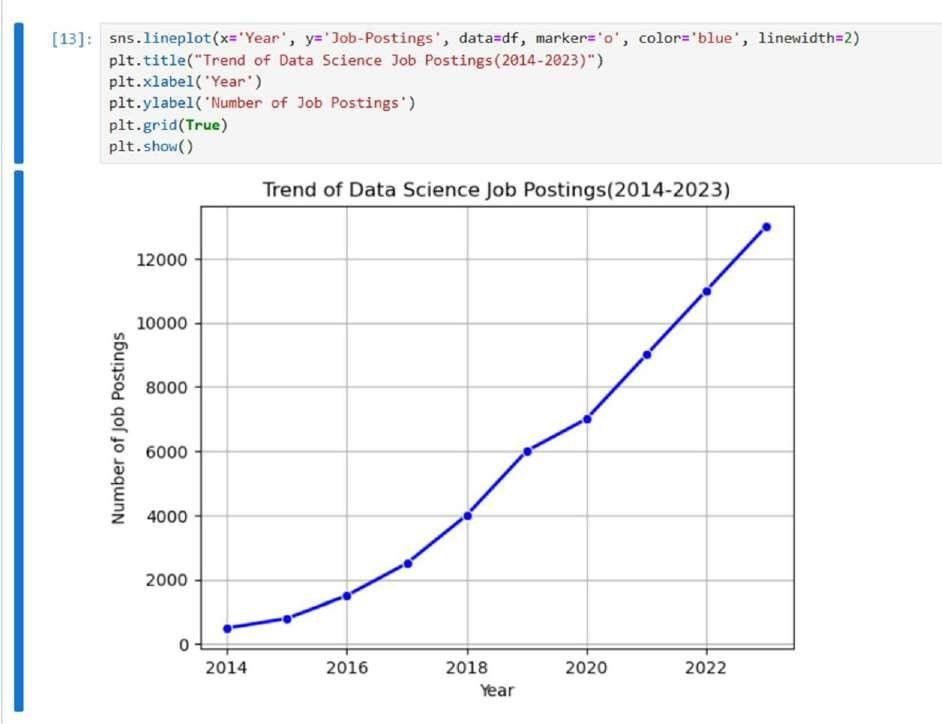 [13]: sns.lineplot(x='Year', y='Job-Postings', data=df, marker='o', color='blue', linewidth=2)
plt.title("Trend of Data Science Job Postings(2014-2023)")
plt.xlabel('Year')
plt.ylabel('Number of Job Postings')
plt.grid(True)
plt.show()
Trend of Data Science Job Postings(2014-2023)
Number of Job Postings
12000
10000
8000
6000
4000
2000
0
2014 2016 2018 2020 2022
Year